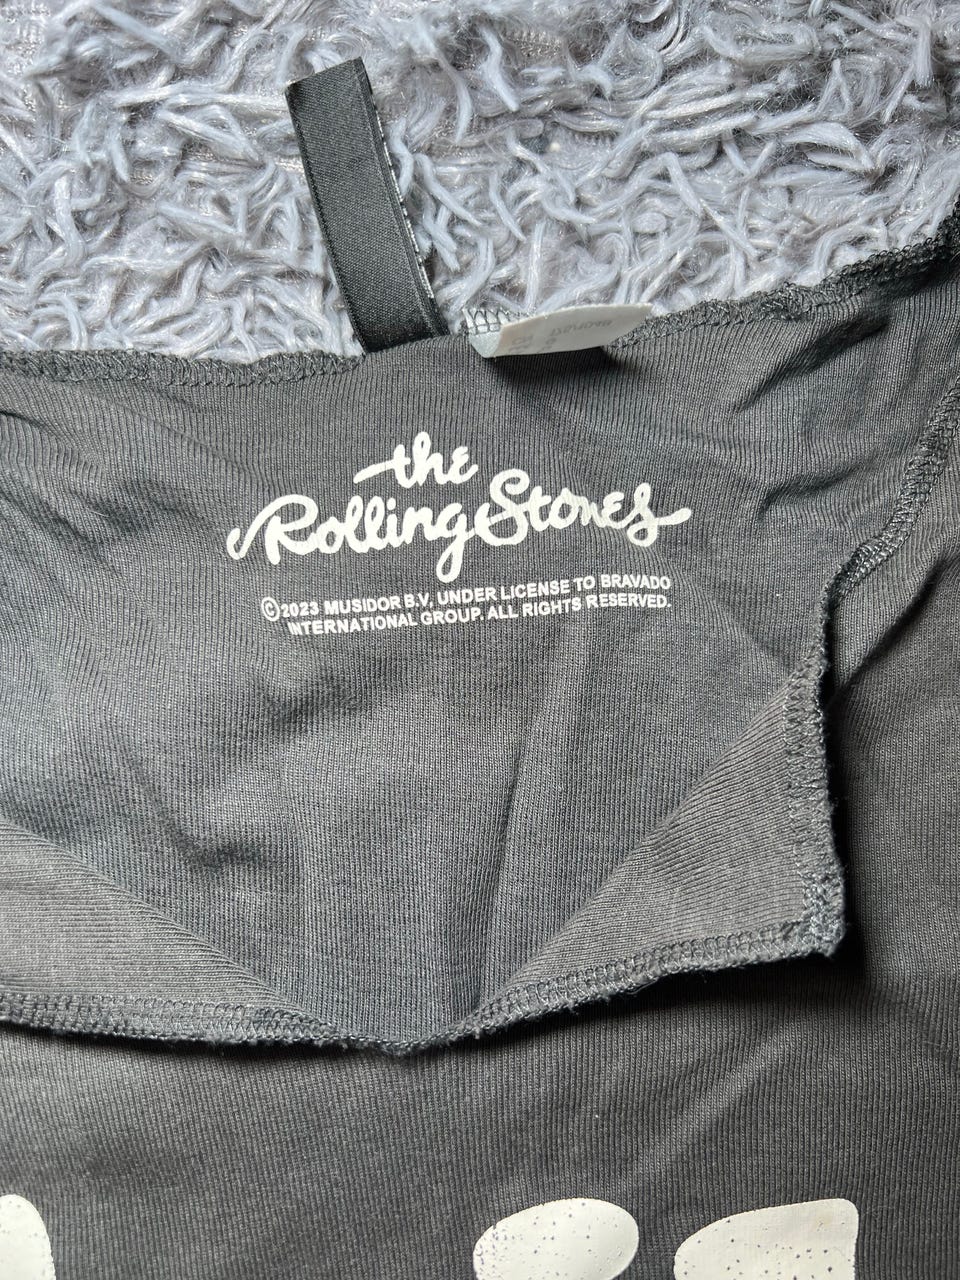 the
Rolling Stones
©2023 MUSIDOR B.V, UNDER LICENSE TO BRAVADO
INTERNATIONAL GROUP. ALL RIGHTS RESERVED.